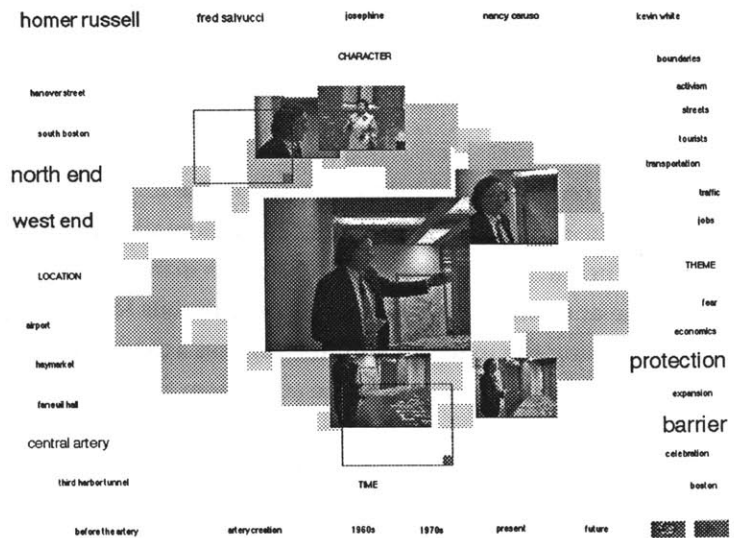 homer russell fred salvucci josephine nancy caruso kevin white
CHARACTER
boundaries
hanover street
activism
streets
south boston
tourists
transportation
north end
traffic
west end
jobs
THEME
LOCATION
fear
airport
economics
haymarket
protection
expansion
faneuil hall
barrier
central artery
celebration
third harbor tunnel
TIME
boston
before the artery artery creation 1960s 1970s present future